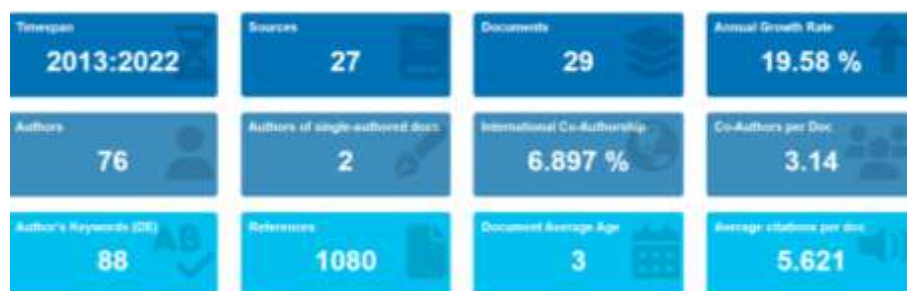 Timespan
2013:2022
Sources
27
Documents
29
Annual Growth Rate
19.58 %
Authors
76
Authors of single-authored docs
2
International Co-Authorship
6.897 %
Co-Authors per Doc
3.14
Author's Keywords (DE)
88
References
1080
Document Average Age
3
Average citations per doc
5.621